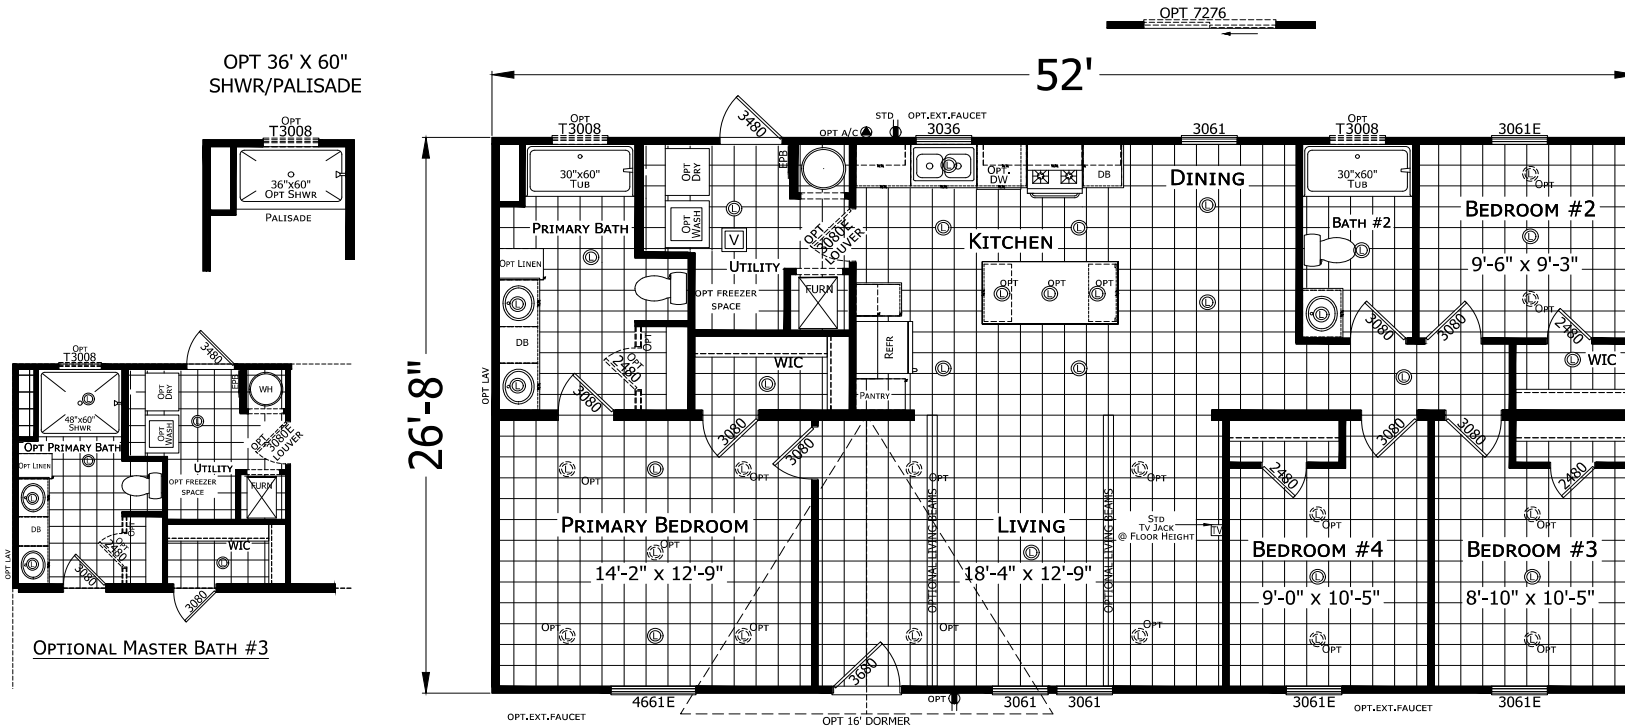 OPT 7276
OPT 36' X 60"
SHWR/PALISADE
52'
26'-8"
OPT
T3008
36"x60"
OPT SHWR
PALISADE
OPT
T3008
3480
OPT A/C
STD
OPT.EXT.FAUCET
3036
3061
OPT
T3008
3061E
30"x60"
TUB
OPT DRY
OPT WASH
EPB
OPT. DW
DB
DINING
30"x60"
TUB
OPT
BEDROOM #2
9'-6" x 9'-3"
OPT
PRIMARY BATH
V
OPT
3080E
LOUVER
KITCHEN
BATH #2
OPT LINEN
UTILITY
OPT FREEZER
SPACE
FURN
OPT
OPT
DB
OPT
OPT
2480
REFR
WIC
PANTRY
OPT LAV
3080
3080
3080
3080
3080
2480
WIC
3080
3080
OPT
OPT
OPT
OPT
2480
2480
PRIMARY BEDROOM
OPT
14'-2" x 12'-9"
OPTIONAL LIVING BEAMS
LIVING
18'-4" x 12'-9"
OPTIONAL LIVING BEAMS
STD
TV JACK
@ FLOOR HEIGHT
TV
OPT
BEDROOM #4
9'-0" x 10'-5"
OPT
OPT
BEDROOM #3
8'-10" x 10'-5"
OPT
OPT
OPT
OPT
OPT
3680
4661E
OPT
3061
3061
3061E
3061E
OPT.EXT.FAUCET
OPT 16' DORMER
OPT.EXT.FAUCET
OPT
T3008
3480
48"x60"
SHWR
OPT DRY
OPT WASH
EPB
WH
OPT
3080E
LOUVER
OPT PRIMARY BATH
OPT LINEN
UTILITY
OPT FREEZER
SPACE
FURN
DB
OPT
OPT
2480
WIC
OPT LAV
3080
3080
OPTIONAL MASTER BATH #3